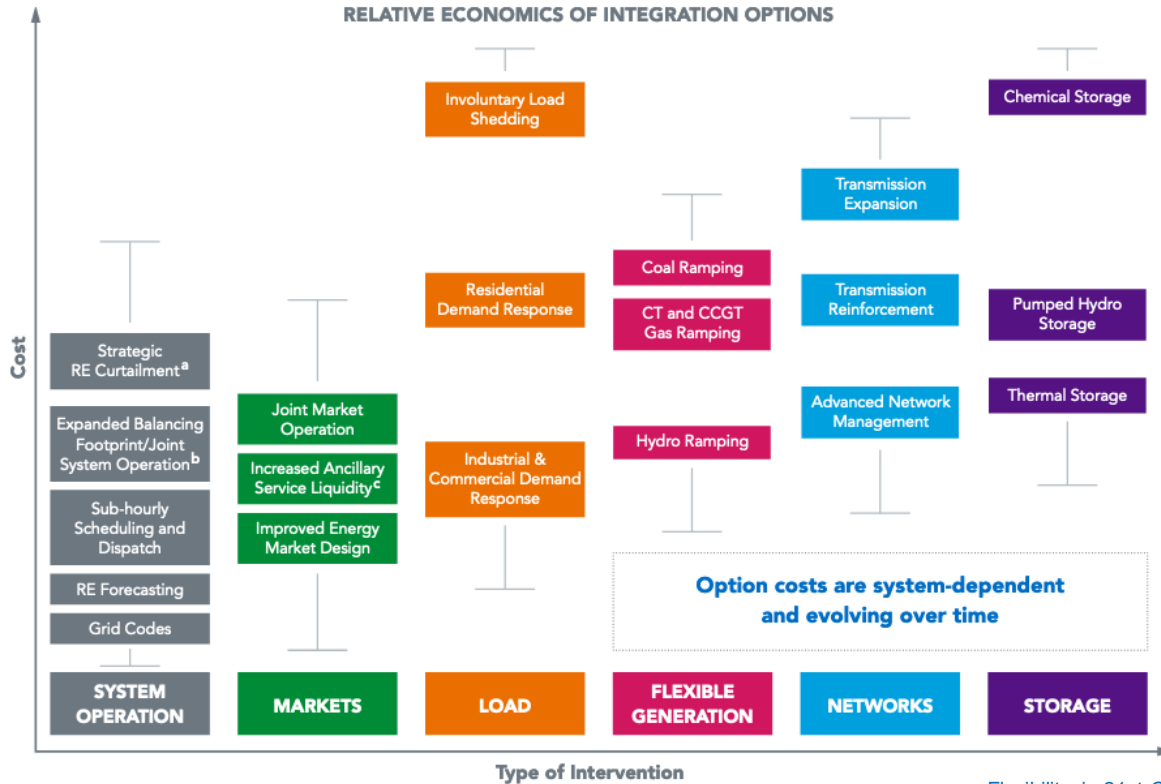 RELATIVE ECONOMICS OF INTEGRATION OPTIONS
Cost
Strategic
RE Curtailmentᵃ
Expanded Balancing
Footprint/Joint
System Operationᵇ
Sub-hourly
Scheduling and
Dispatch
RE Forecasting
Grid Codes
SYSTEM
OPERATION
Joint Market
Operation
Increased Ancillary
Service Liquidityᶜ
Improved Energy
Market Design
MARKETS
Involuntary Load
Shedding
Residential
Demand Response
Industrial &
Commercial Demand
Response
LOAD
Coal Ramping
CT and CCGT
Gas Ramping
Hydro Ramping
FLEXIBLE
GENERATION
Transmission
Expansion
Transmission
Reinforcement
Advanced Network
Management
NETWORKS
Chemical Storage
Pumped Hydro
Storage
Thermal Storage
STORAGE
Option costs are system-dependent
and evolving over time
Type of Intervention